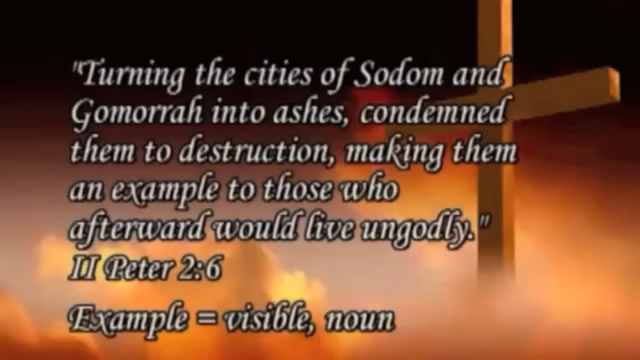 "Turning the cities of Sodom and
Gomorrah into ashes, condemned
them to destruction, making them
an example to those who
afterward would live ungodly."
II Peter 2:6
Example = visible, noun